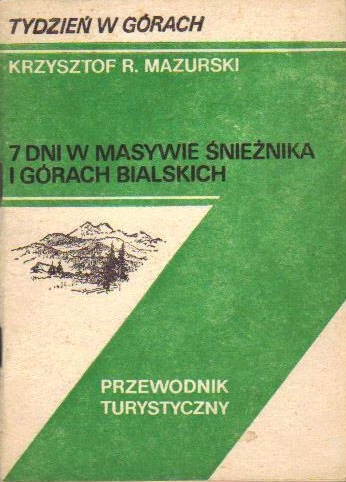 TYDZIEŃ W GÓRACH
KRZYSZTOF R. MAZURSKI
7 DNI W MASYWIE ŚNIEŻNIKA
I GÓRACH BIALSKICH
PRZEWODNIK
TURYSTYCZNY